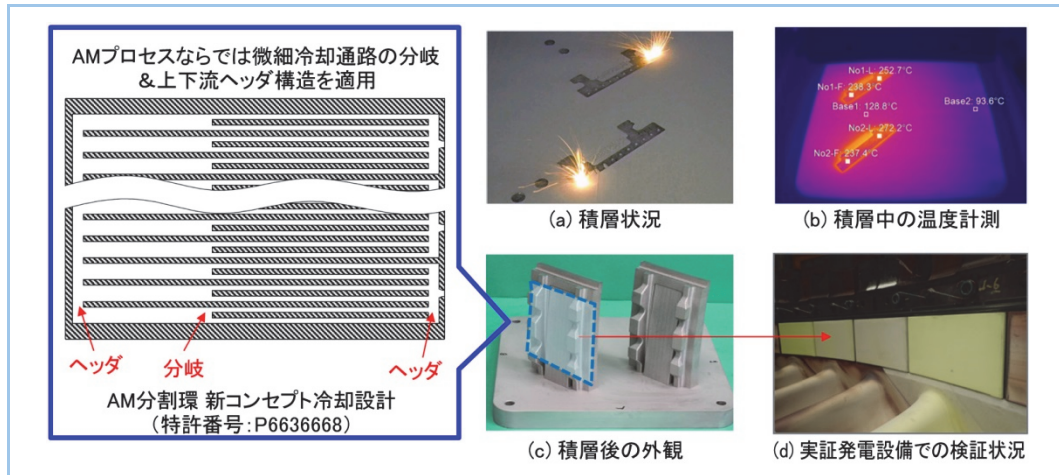 AMプロセスならでは微細冷却通路の分岐
&上下流ヘッダ構造を適用
ヘッダ
分岐
ヘッダ
AM分割環 新コンセプト冷却設計
(特許番号:P6636668)
(a) 積層状況
No1-L: 252.7°C
No1-F: 238.3°C
Base1: 128.8°C
Base2: 93.6°C
No2-L: 272.2°C
No2-F: 237.4°C
(b) 積層中の温度計測
(c) 積層後の外観
(d) 実証発電設備での検証状況